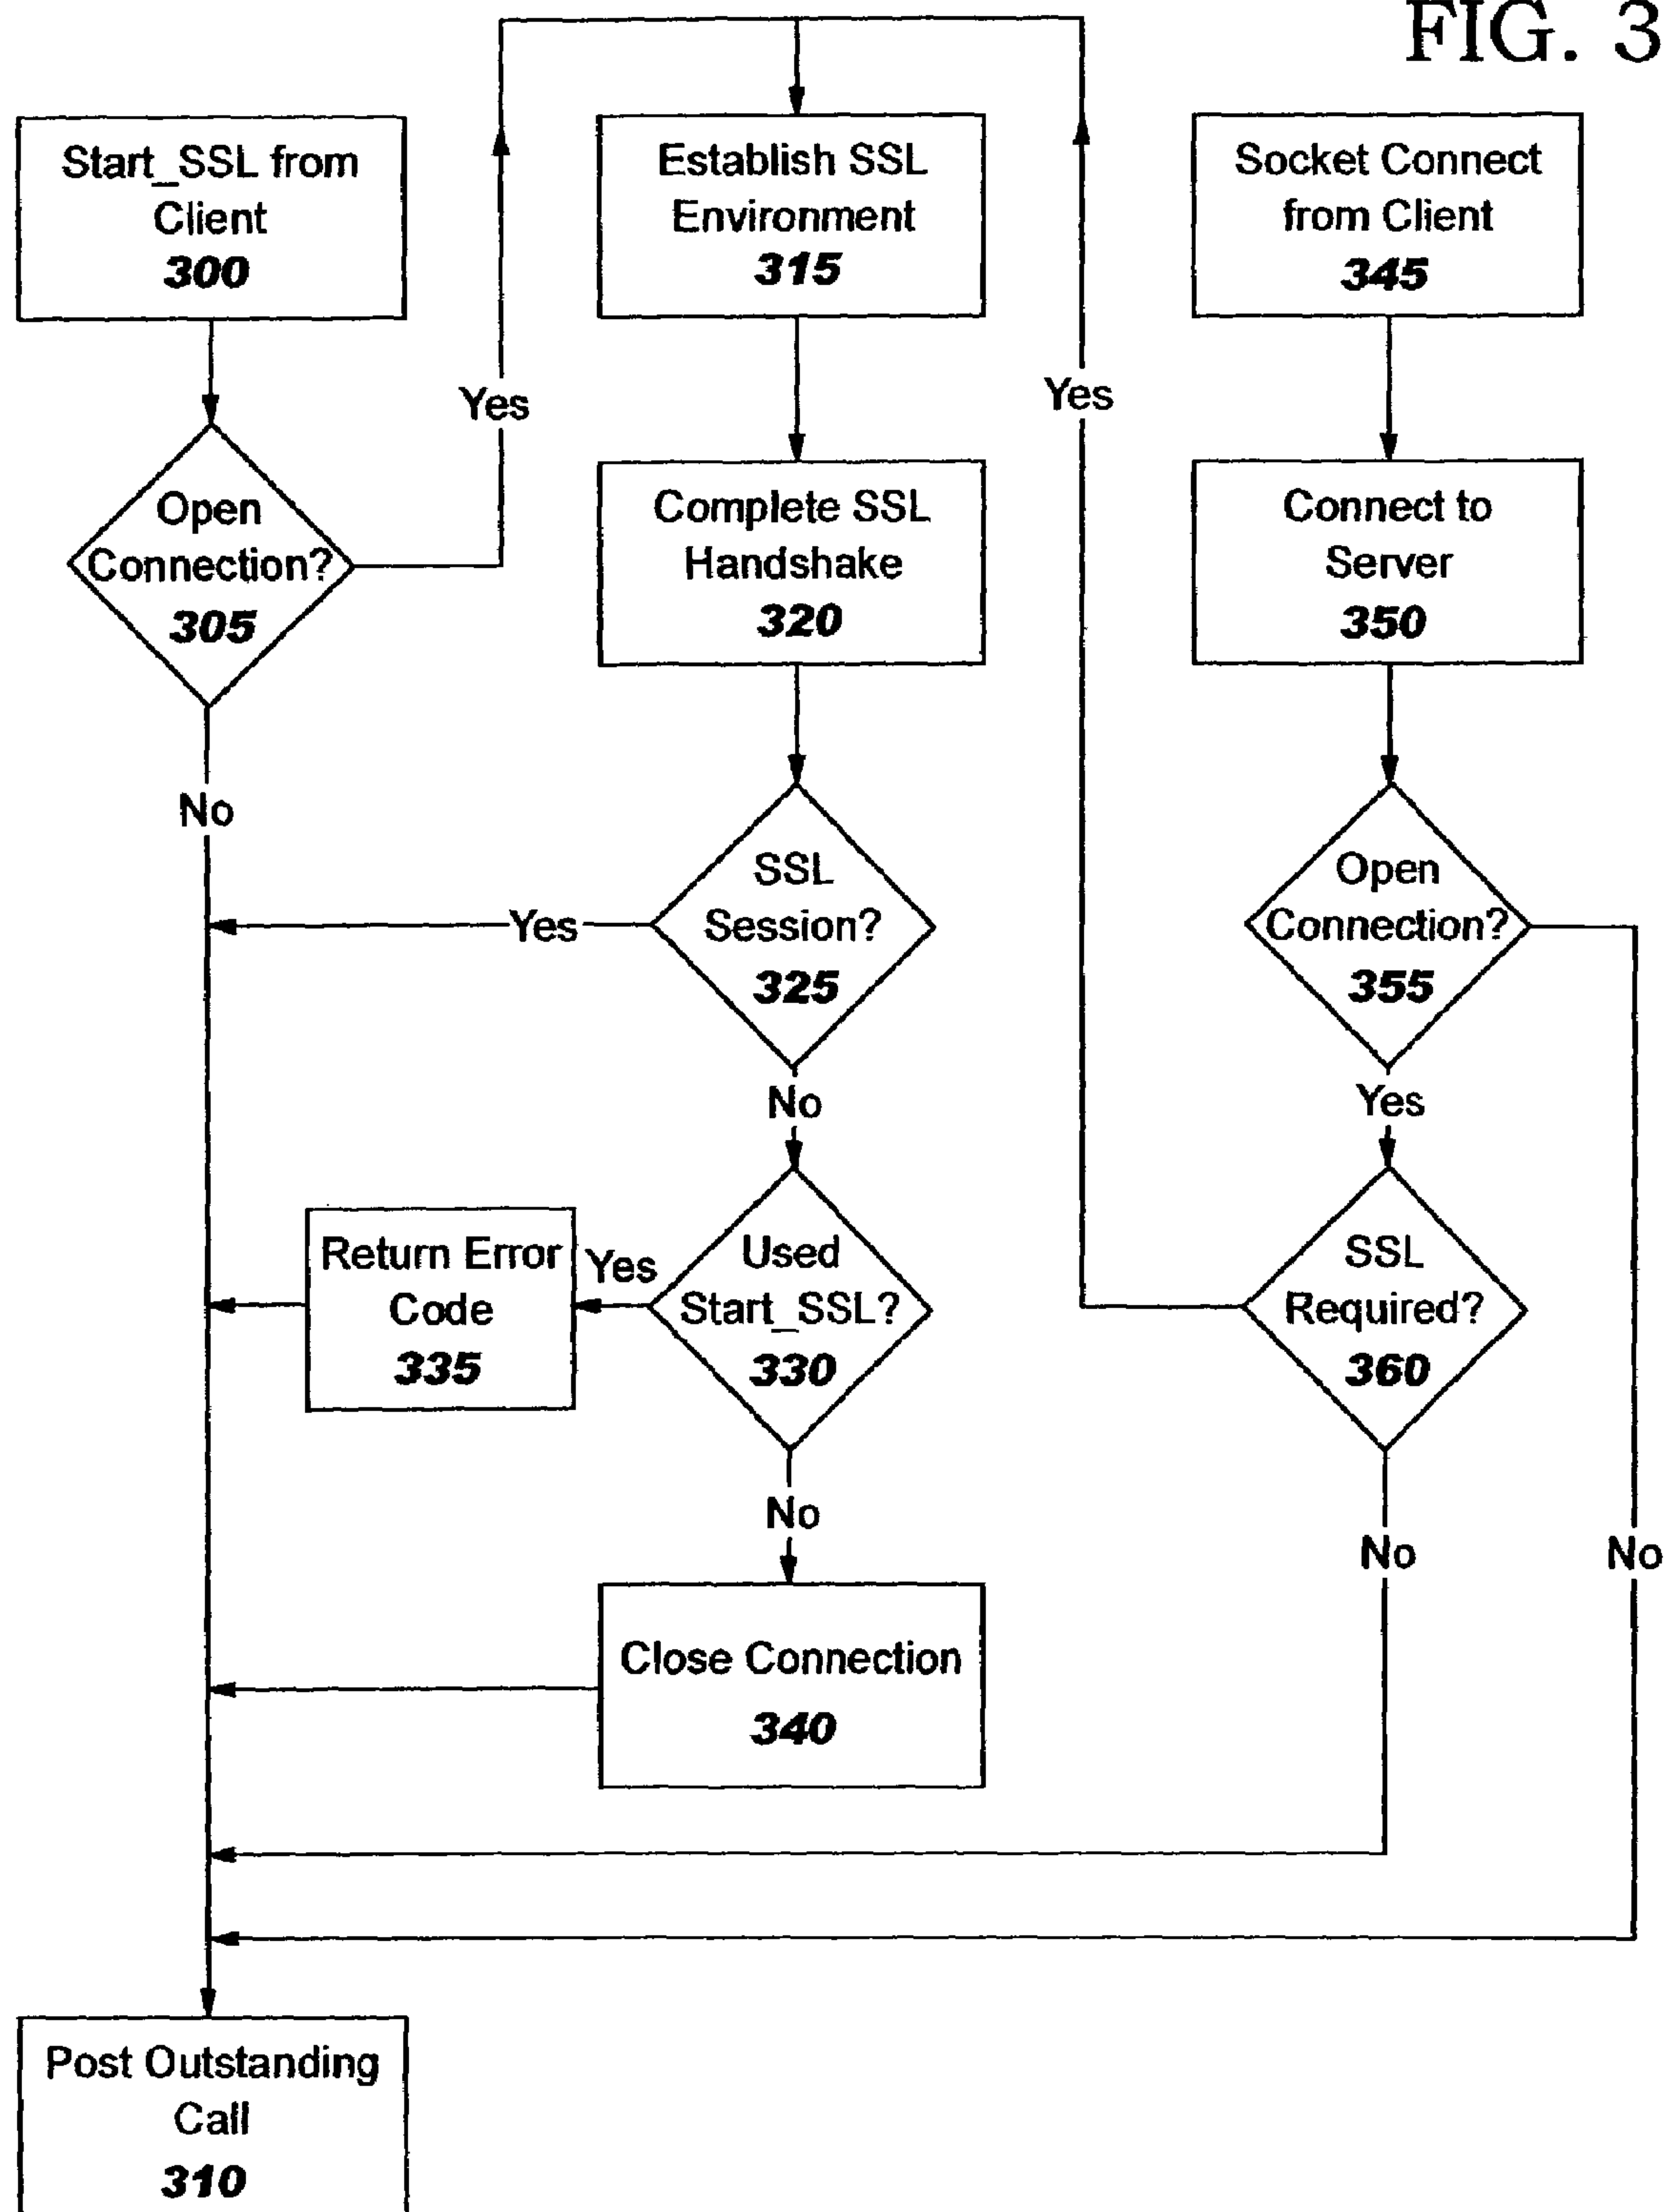 FIG. 3
Start_SSL from
Client
300
Open
Connection?
305
Yes
No
Establish SSL
Environment
315
Complete SSL
Handshake
320
SSL
Session?
325
Yes
No
Used
Start_SSL?
330
Yes
Return Error
Code
335
No
Close Connection
340
Socket Connect
from Client
345
Connect to
Server
350
Open
Connection?
355
Yes
No
SSL
Required?
360
Yes
No
Post Outstanding
Call
310